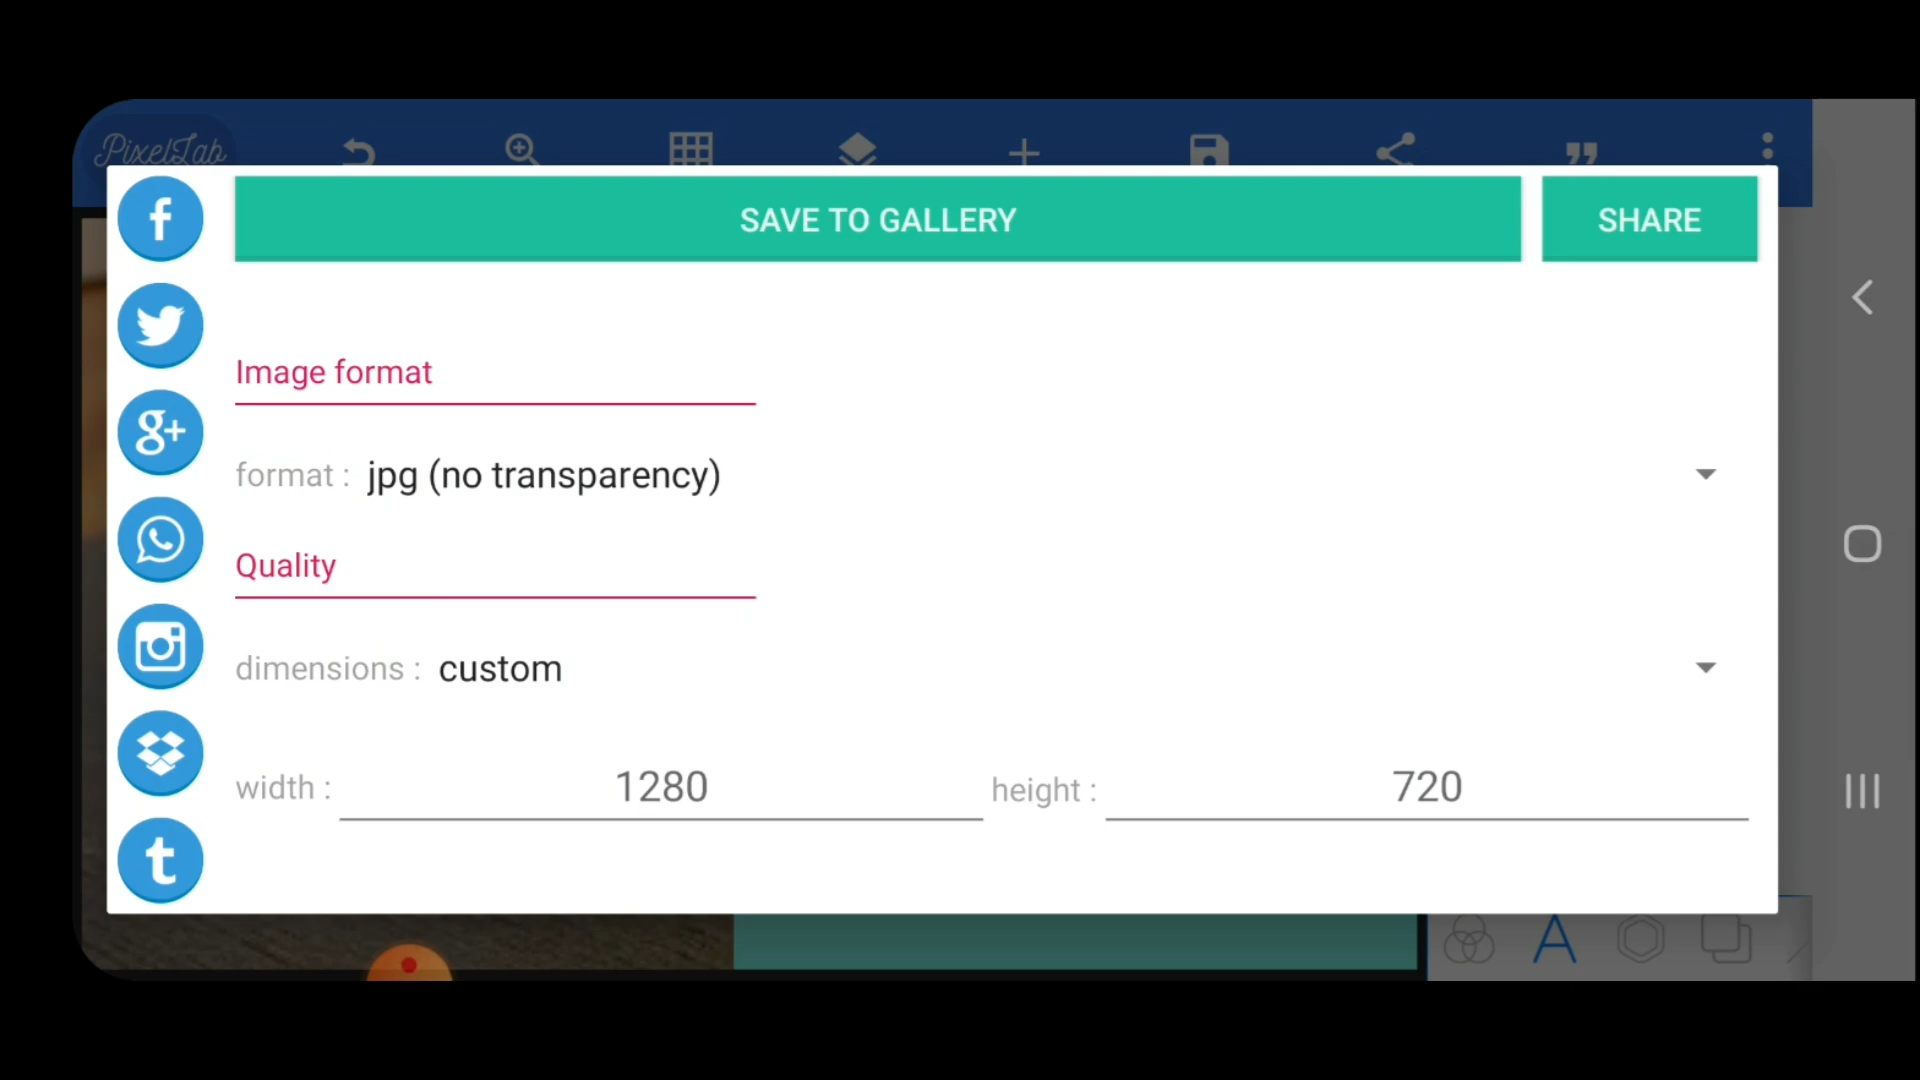 PixelLab
SAVE TO GALLERY
SHARE
Image format
format : jpg (no transparency)
Quality
dimensions : custom
width : 1280 height : 720